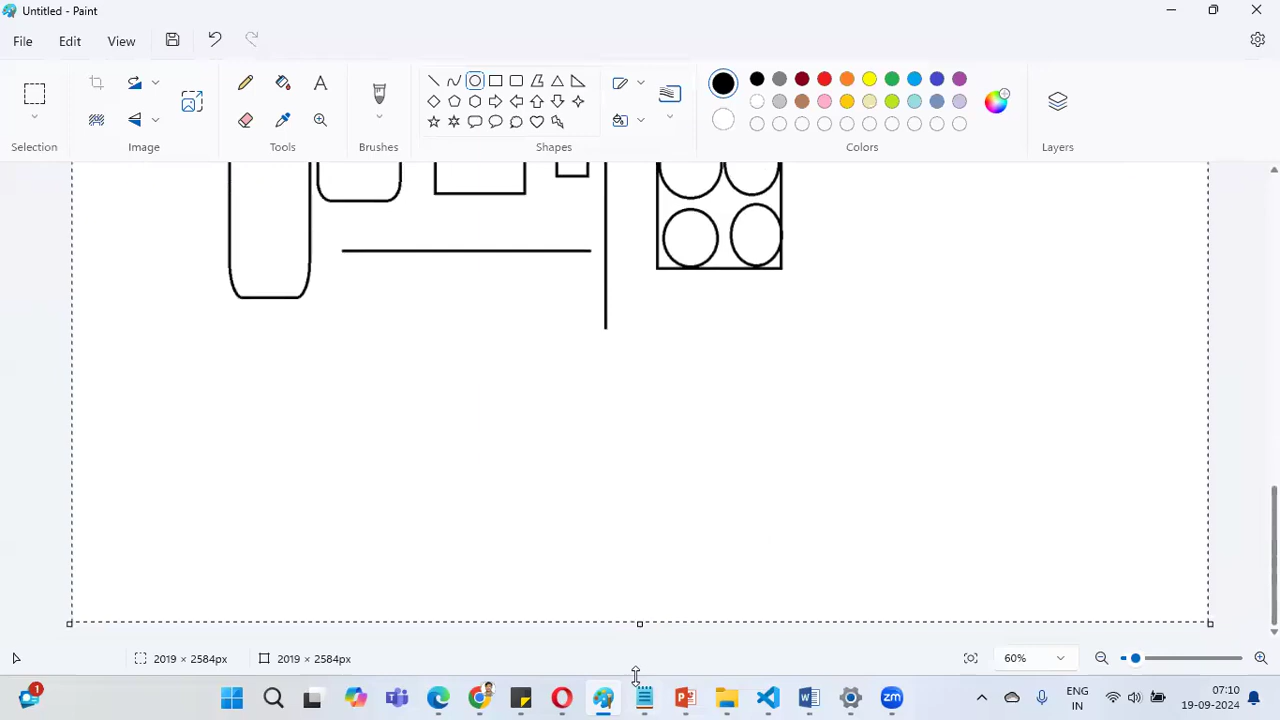 Untitled - Paint
File Edit View
Selection Image Tools Brushes Shapes Colors Layers
2019 × 2584px 2019 × 2584px 60%
1
ENG
IN
07:10
19-09-2024